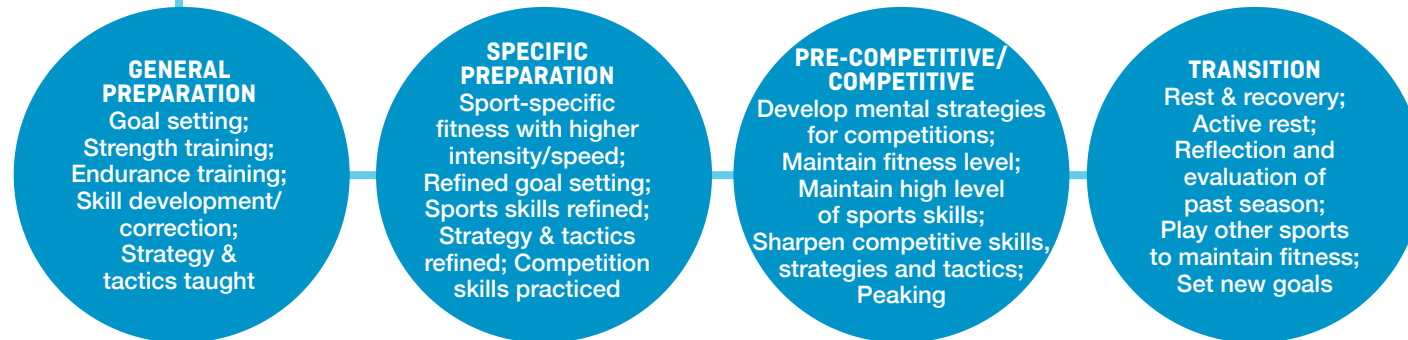 GENERAL
PREPARATION
Goal setting;
Strength training;
Endurance training;
Skill development/
correction;
Strategy &
tactics taught
SPECIFIC
PREPARATION
Sport-specific
fitness with higher
intensity/speed;
Refined goal setting;
Sports skills refined;
Strategy & tactics
refined; Competition
skills practiced
PRE-COMPETITIVE/
COMPETITIVE
Develop mental strategies
for competitions;
Maintain fitness level;
Maintain high level
of sports skills;
Sharpen competitive skills,
strategies and tactics;
Peaking
TRANSITION
Rest & recovery;
Active rest;
Reflection and
evaluation of
past season;
Play other sports
to maintain fitness;
Set new goals